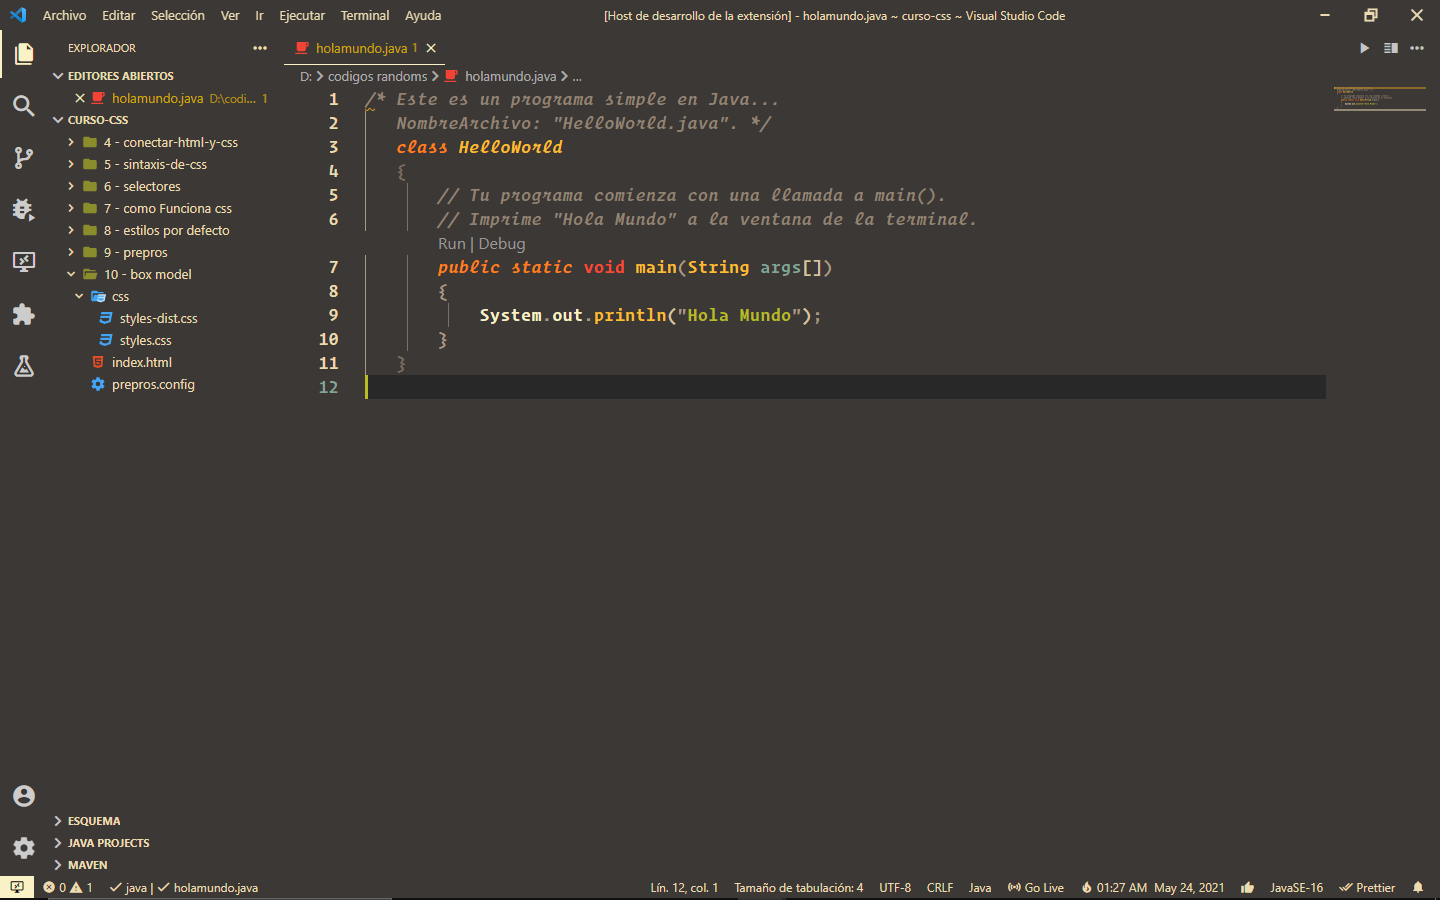 Archivo Editar Selección Ver Ir Ejecutar Terminal Ayuda [Host de desarrollo de la extensión] - holamundo.java ~ curso-css ~ Visual Studio Code
EXPLORADOR
EDITORES ABIERTOS
holamundo.java D:\codi... 1
CURSO-CSS
4 - conectar-html-y-css
5 - sintaxis-de-css
6 - selectores
7 - como Funciona css
8 - estilos por defecto
9 - prepros
10 - box model
css
styles-dist.css
styles.css
index.html
prepros.config
ESQUEMA
JAVA PROJECTS
MAVEN
holamundo.java 1
D: > codigos randoms > holamundo.java > ...
1 /* Este es un programa simple en Java...
2 NombreArchivo: "HelloWorld.java". */
3 class HelloWorld
4 {
5 // Tu programa comienza con una llamada a main().
6 // Imprime "Hola Mundo" a la ventana de la terminal.
Run | Debug
7 public static void main(String args[])
8 {
9 System.out.println("Hola Mundo");
10 }
11 }
12
0 1 java | holamundo.java Lín. 12, col. 1 Tamaño de tabulación: 4 UTF-8 CRLF Java Go Live 01:27 AM May 24, 2021 JavaSE-16 Prettier